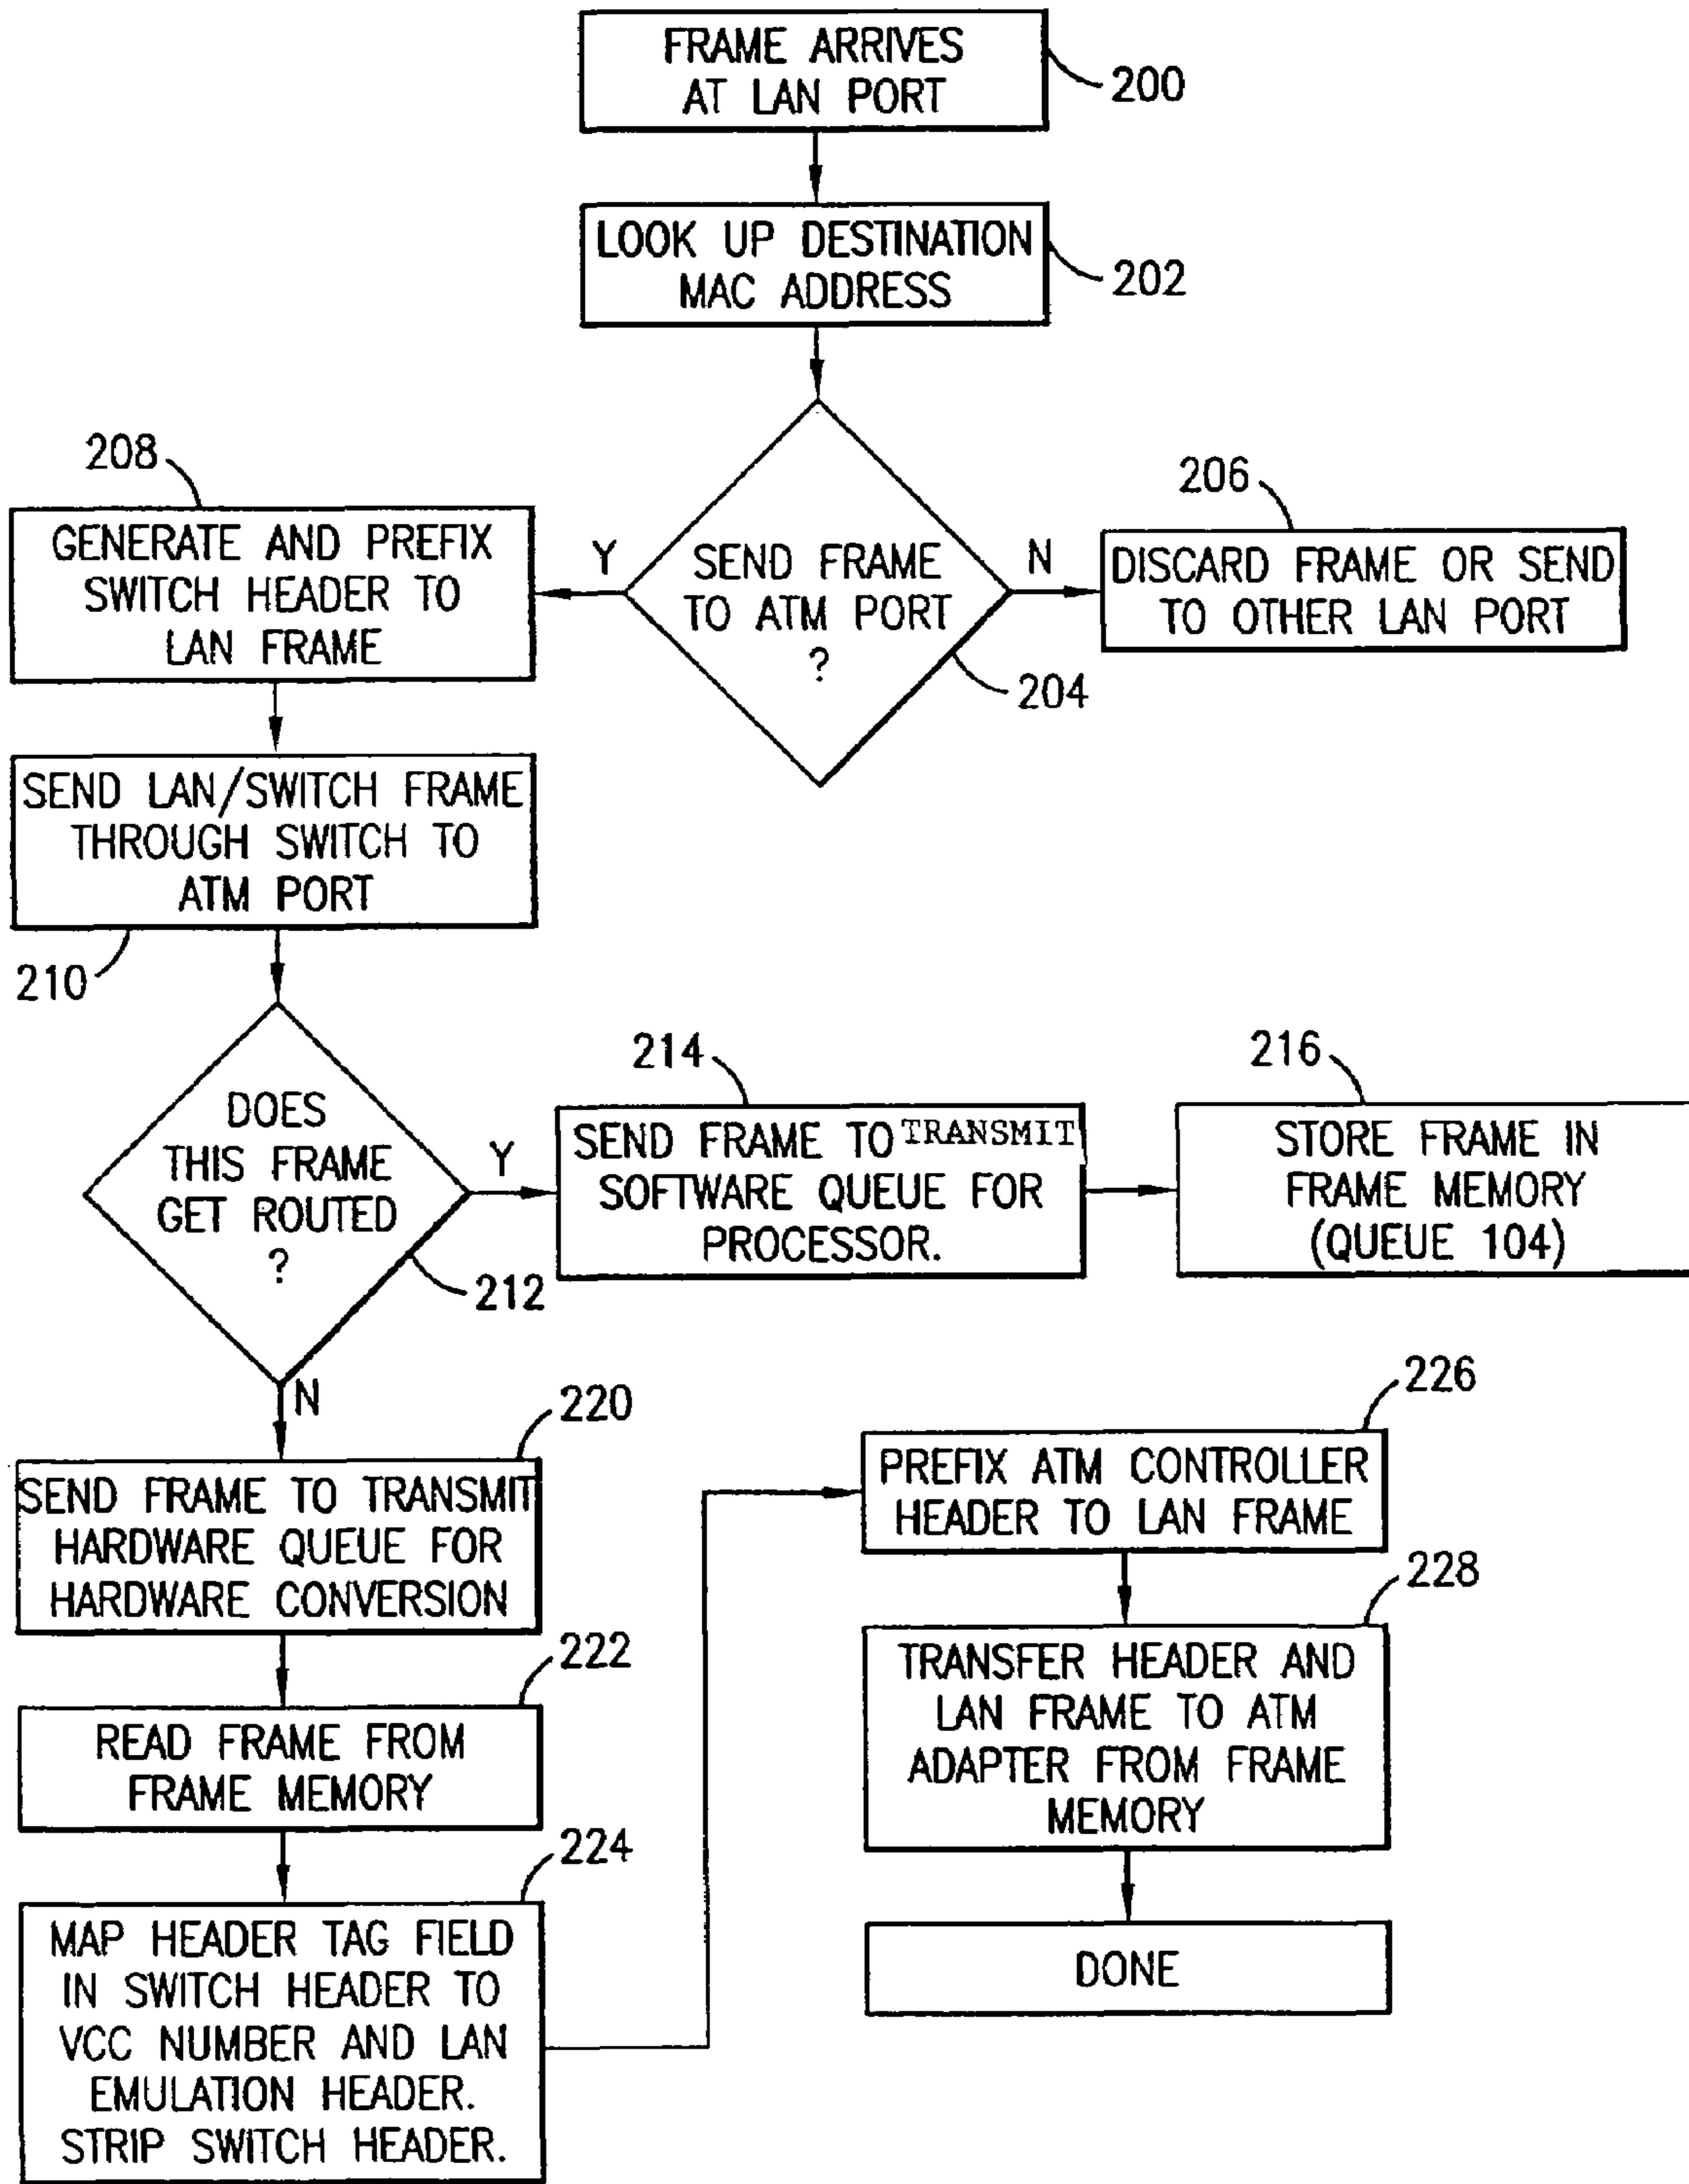 FRAME ARRIVES
AT LAN PORT
200
LOOK UP DESTINATION
MAC ADDRESS
202
SEND FRAME
TO ATM PORT
?
204
Y
N
206
DISCARD FRAME OR SEND
TO OTHER LAN PORT
208
GENERATE AND PREFIX
SWITCH HEADER TO
LAN FRAME
SEND LAN/SWITCH FRAME
THROUGH SWITCH TO
ATM PORT
210
DOES
THIS FRAME
GET ROUTED
?
212
Y
N
214
SEND FRAME TO TRANSMIT
SOFTWARE QUEUE FOR
PROCESSOR.
216
STORE FRAME IN
FRAME MEMORY
(QUEUE 104)
220
SEND FRAME TO TRANSMIT
HARDWARE QUEUE FOR
HARDWARE CONVERSION
222
READ FRAME FROM
FRAME MEMORY
224
MAP HEADER TAG FIELD
IN SWITCH HEADER TO
VCC NUMBER AND LAN
EMULATION HEADER.
STRIP SWITCH HEADER.
226
PREFIX ATM CONTROLLER
HEADER TO LAN FRAME
228
TRANSFER HEADER AND
LAN FRAME TO ATM
ADAPTER FROM FRAME
MEMORY
DONE